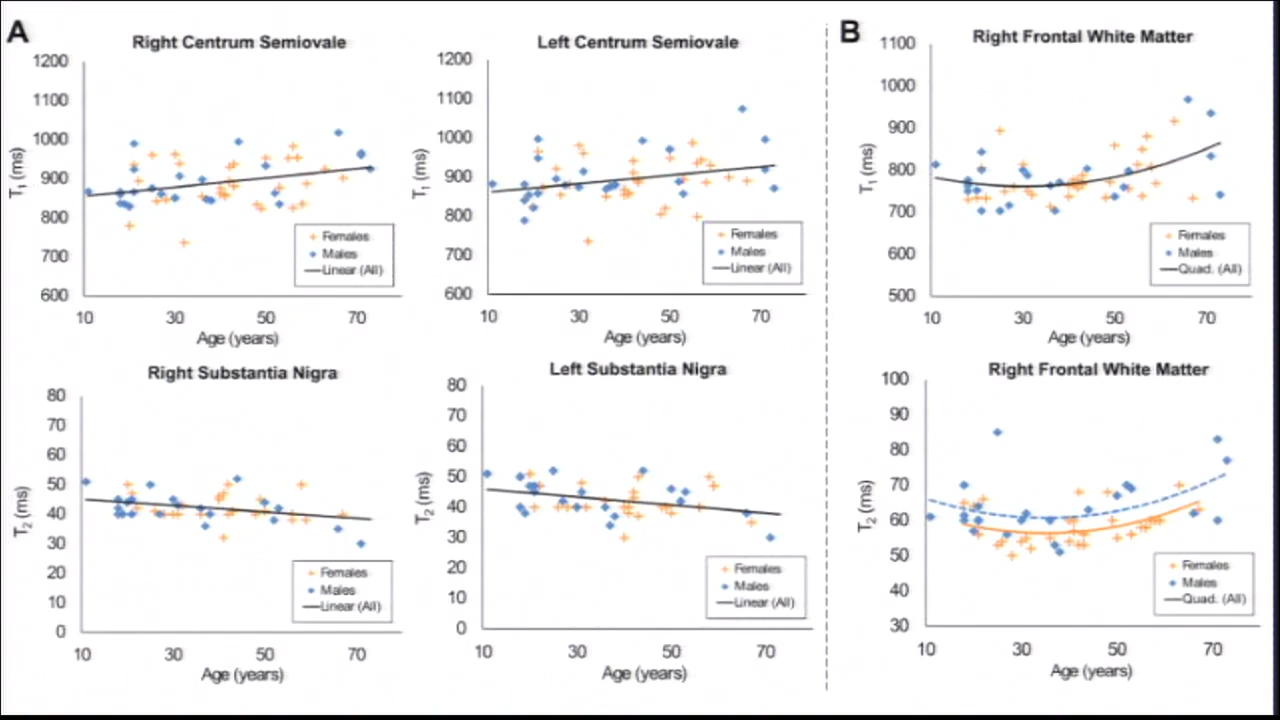 A
Right Centrum Semiovale
1200
1100
1000
900
800
700
600
T1 (ms)
10 30 50 70
Age (years)
Females
Males
Linear (All)
Left Centrum Semiovale
1200
1100
1000
900
800
700
600
T1 (ms)
10 30 50 70
Age (years)
Females
Males
Linear (All)
B
Right Frontal White Matter
1100
1000
900
800
700
600
500
T1 (ms)
10 30 50 70
Age (years)
Females
Males
Quad. (All)
Right Substantia Nigra
80
70
60
50
40
30
20
10
0
T2 (ms)
10 30 50 70
Age (years)
Females
Males
Linear (All)
Left Substantia Nigra
80
70
60
50
40
30
20
10
0
T2 (ms)
10 30 50 70
Age (years)
Females
Males
Linear (All)
Right Frontal White Matter
100
90
80
70
60
50
40
30
T2 (ms)
10 30 50 70
Age (years)
Females
Males
Quad. (All)